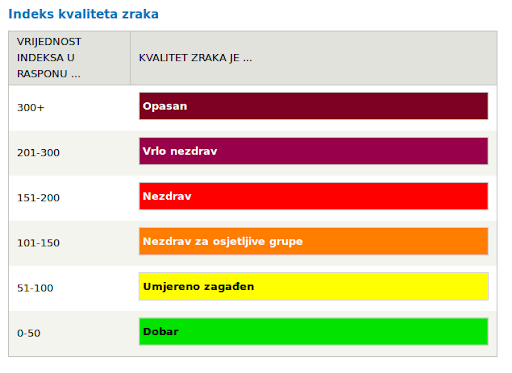 Indeks kvaliteta zraka
VRIJEDNOST
INDEKSA U
RASPONU ...
KVALITET ZRAKA JE ...
300+
Opasan
201-300
Vrlo nezdrav
151-200
Nezdrav
101-150
Nezdrav za osjetljive grupe
51-100
Umjereno zagađen
0-50
Dobar